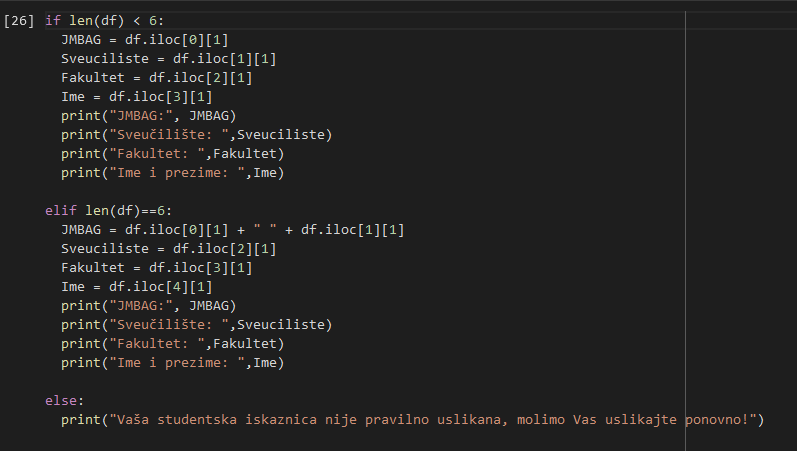 [26] if len(df) < 6:
  JMBAG = df.iloc[0][1]
  Sveuciliste = df.iloc[1][1]
  Fakultet = df.iloc[2][1]
  Ime = df.iloc[3][1]
  print("JMBAG:", JMBAG)
  print("Sveučilište: ",Sveuciliste)
  print("Fakultet: ",Fakultet)
  print("Ime i prezime: ",Ime)
elif len(df)==6:
  JMBAG = df.iloc[0][1] + " " + df.iloc[1][1]
  Sveuciliste = df.iloc[2][1]
  Fakultet = df.iloc[3][1]
  Ime = df.iloc[4][1]
  print("JMBAG:", JMBAG)
  print("Sveučilište: ",Sveuciliste)
  print("Fakultet: ",Fakultet)
  print("Ime i prezime: ",Ime)
else:
  print("Vaša studentska iskaznica nije pravilno uslikana, molimo Vas uslikajte ponovno!")